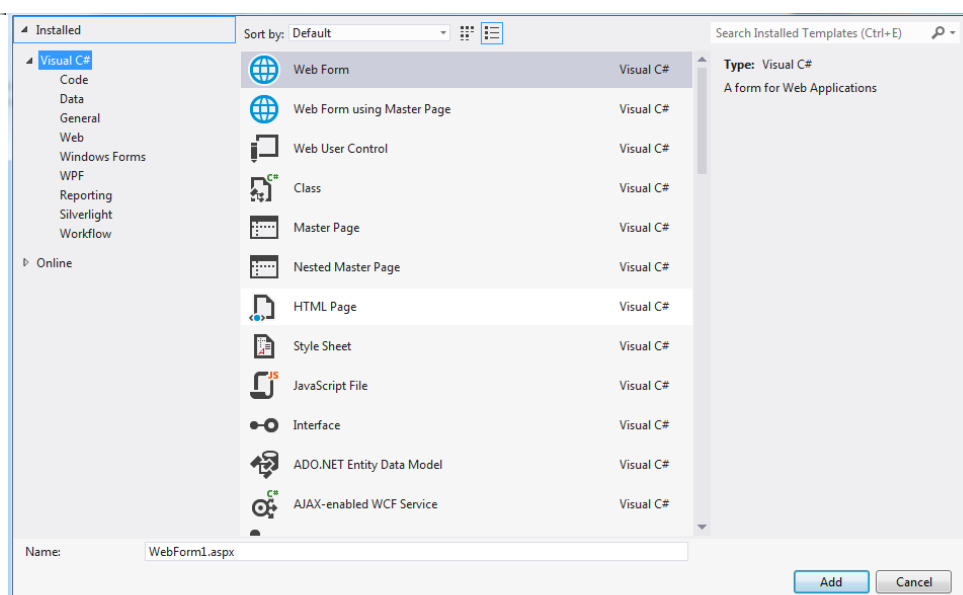 Installed
Sort by: Default
Search Installed Templates (Ctrl+E)
Visual C#
Code
Data
General
Web
Windows Forms
WPF
Reporting
Silverlight
Workflow
Online
Web Form Visual C#
Web Form using Master Page Visual C#
Web User Control Visual C#
C#
Class Visual C#
Master Page Visual C#
Nested Master Page Visual C#
HTML Page Visual C#
Style Sheet Visual C#
JS
JavaScript File Visual C#
Interface Visual C#
ADO.NET Entity Data Model Visual C#
C#
AJAX-enabled WCF Service Visual C#
Type: Visual C#
A form for Web Applications
Name: WebForm1.aspx
Add Cancel